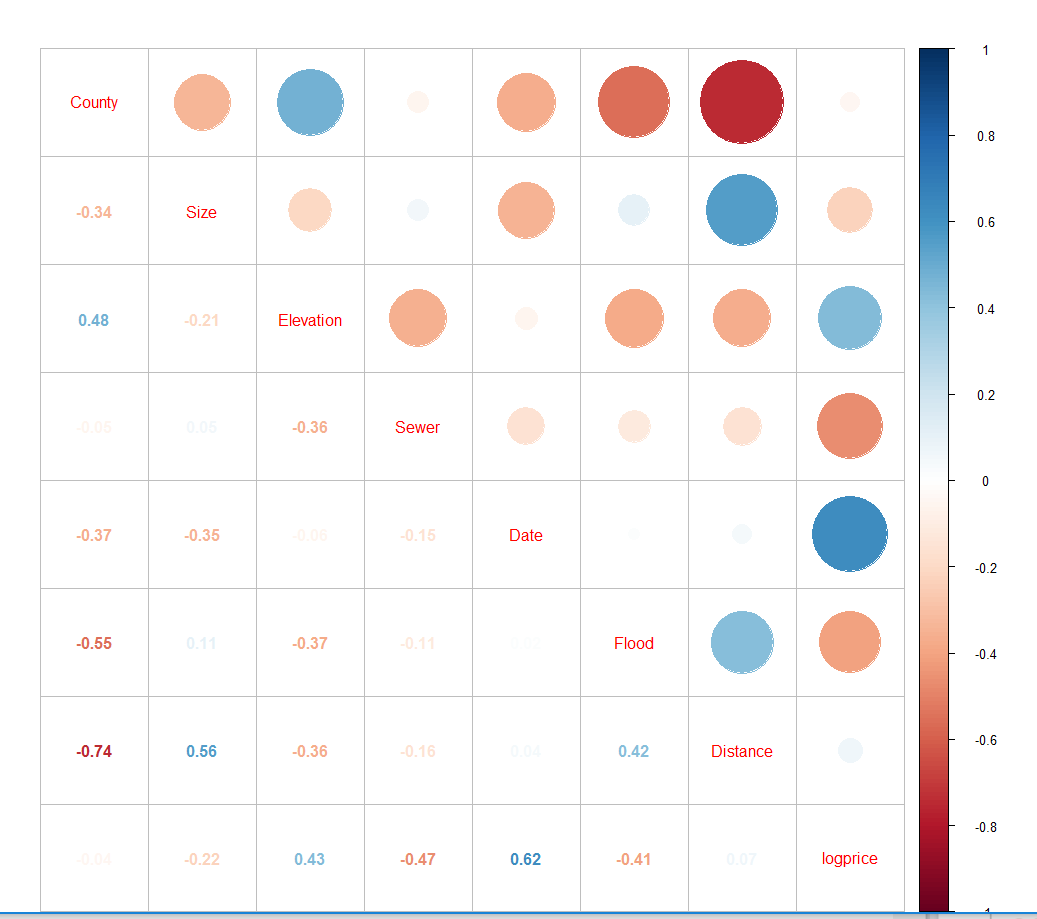 1
County
0.8
-0.34 Size
0.6
0.48 -0.21 Elevation
0.4
0.2
-0.05 0.05 -0.36 Sewer
0
-0.37 -0.35 -0.06 -0.15 Date
-0.2
-0.55 0.11 -0.37 -0.11 Flood
-0.4
-0.6
-0.74 0.56 -0.36 -0.16 0.04 0.42 Distance
-0.8
-0.04 -0.22 0.43 -0.47 0.62 -0.41 0.07 logprice